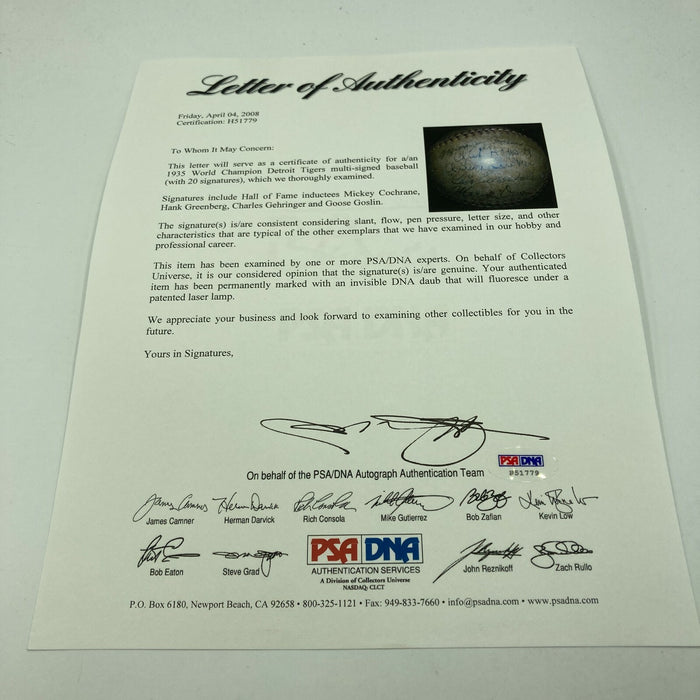 Letter of Authenticity
Friday, April 04, 2008
Certification: H51779
To Whom It May Concern:
This letter will serve as a certificate of authenticity for a/an
1935 World Champion Detroit Tigers multi-signed baseball
(with 20 signatures), which we thoroughly examined.
Signatures include Hall of Fame inductees Mickey Cochrane,
Hank Greenberg, Charles Gehringer and Goose Goslin.
The signature(s) is/are consistent considering slant, flow, pen pressure, letter size, and other
characteristics that are typical of the other exemplars that we have examined in our hobby and
professional career.
This item has been examined by one or more PSA/DNA experts. On behalf of Collectors
Universe, it is our considered opinion that the signature(s) is/are genuine. Your authenticated
item has been permanently marked with an invisible DNA daub that will fluoresce under a
patented laser lamp.
We appreciate your business and look forward to examining other collectibles for you in the
future.
Yours in Signatures,
PSA DNA
On behalf of the PSA/DNA Autograph Authentication Team
James Camner Herman Darvick Rich Consola Mike Gutierrez Bob Zafian Kevin Low
PSA DNA
Bob Eaton Steve Grad AUTHENTICATION SERVICES John Reznikoff Zach Rullo
A Division of Collectors Universe
NASDAQ: CLCT
P.O. Box 6180, Newport Beach, CA 92658 • 800-325-1121 • Fax: 949-833-7660 • info@psadna.com • www.psadna.com